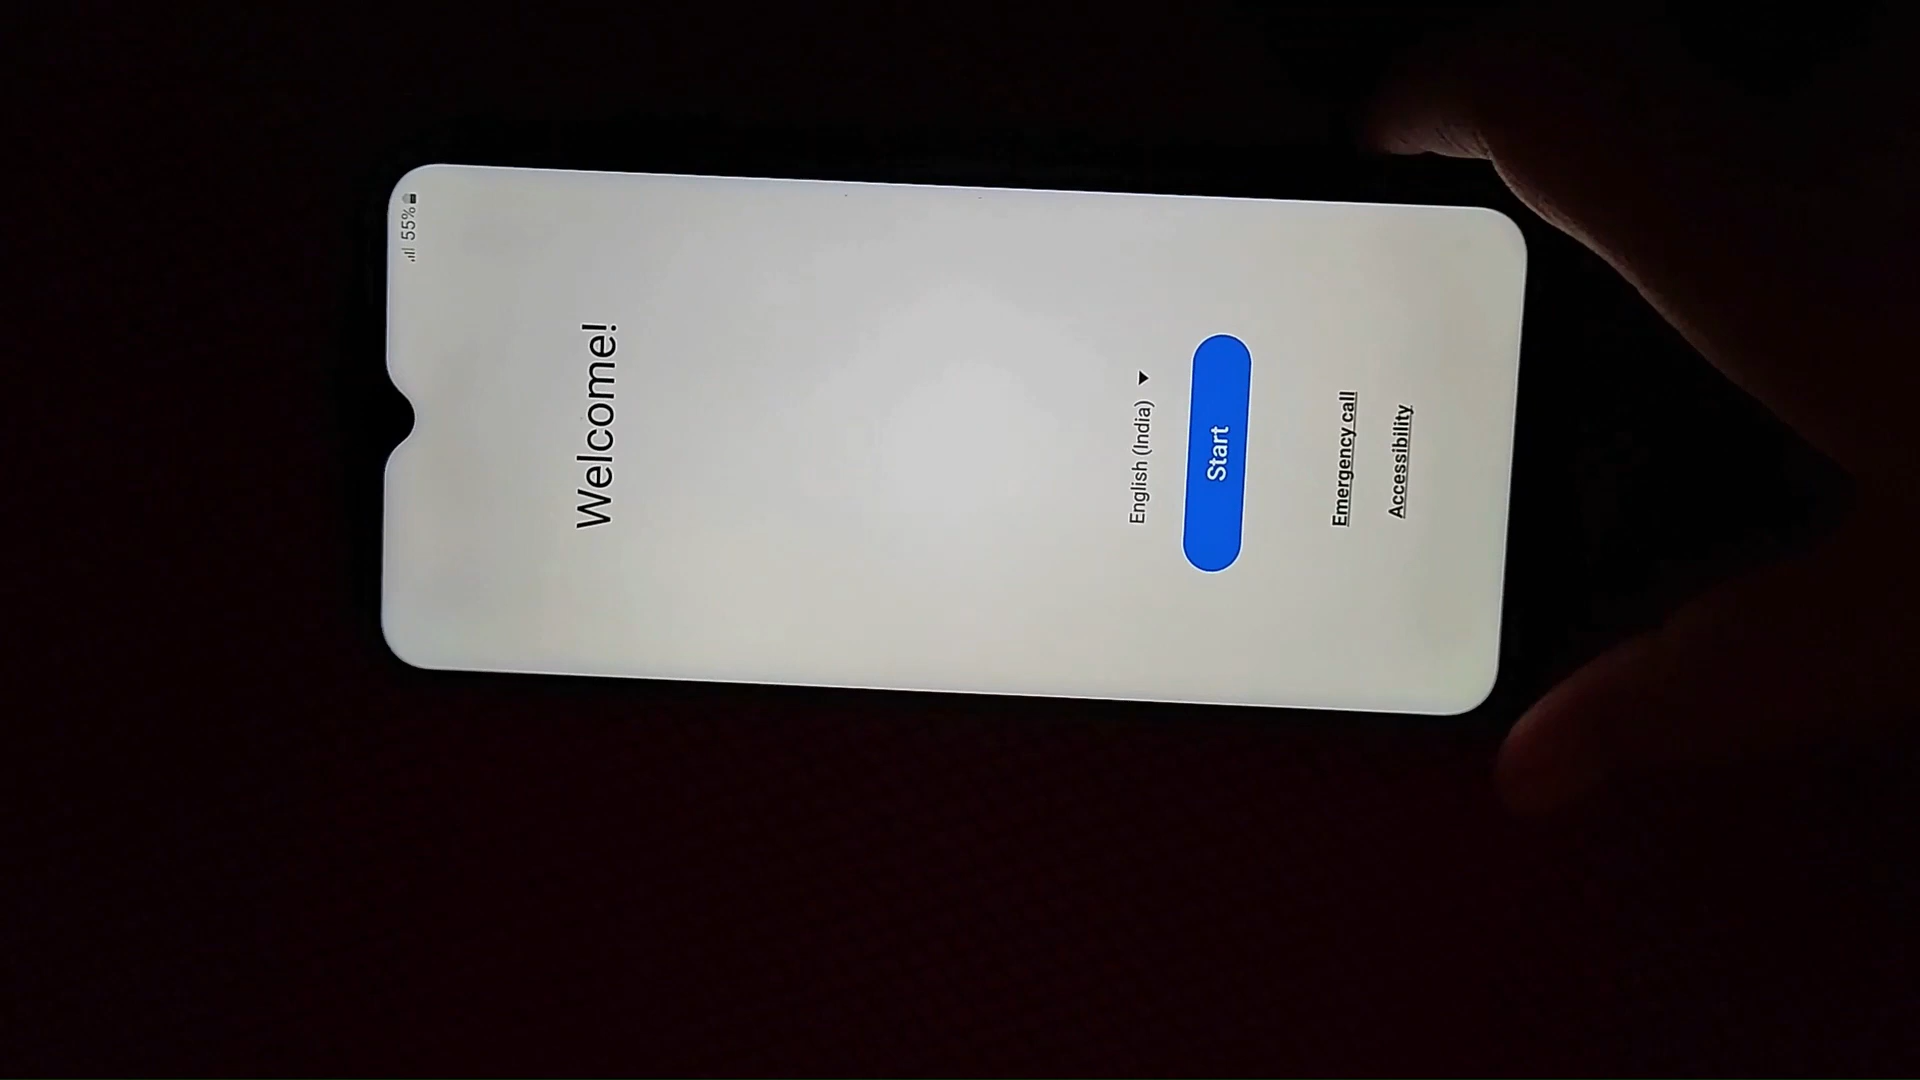 55%
Welcome!
English (India)
Start
Emergency call
Accessibility